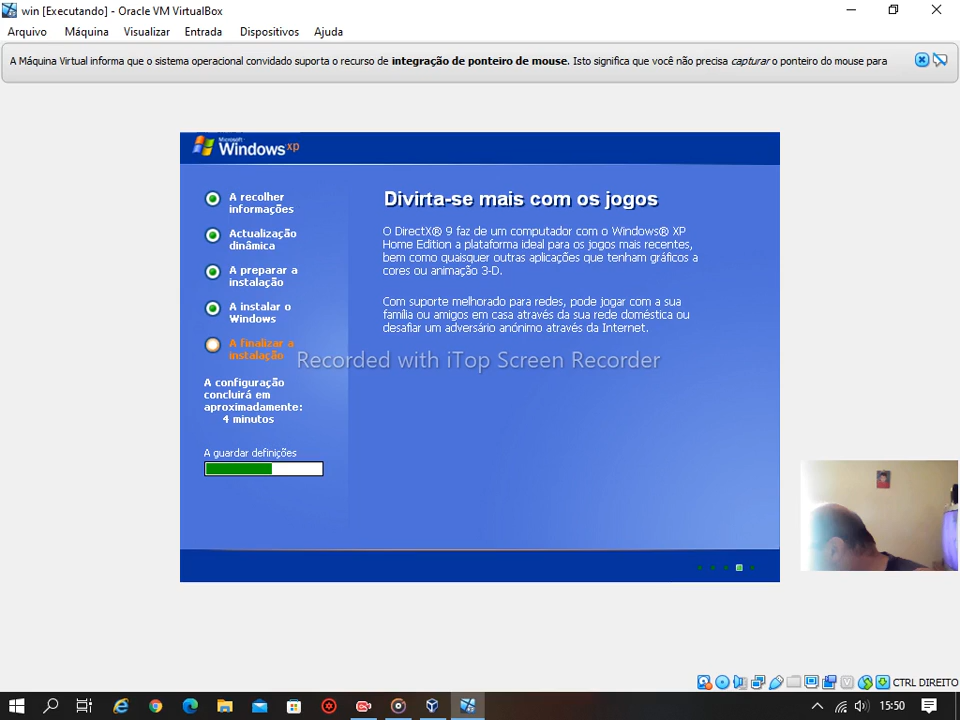 win [Executando] - Oracle VM VirtualBox
Arquivo Máquina Visualizar Entrada Dispositivos Ajuda
A Máquina Virtual informa que o sistema operacional convidado suporta o recurso de integração de ponteiro de mouse. Isto significa que você não precisa capturar o ponteiro do mouse para
Microsoft
Windows xp
A recolher
informações
Actualização
dinâmica
A preparar a
instalação
A instalar o
Windows
A finalizar a
instalação
A configuração
concluirá em
aproximadamente:
4 minutos
A guardar definições
Divirta-se mais com os jogos
O DirectX® 9 faz de um computador com o Windows® XP
Home Edition a plataforma ideal para os jogos mais recentes,
bem como quaisquer outras aplicações que tenham gráficos a
cores ou animação 3-D.
Com suporte melhorado para redes, pode jogar com a sua
família ou amigos em casa através da sua rede doméstica ou
desafiar um adversário anónimo através da Internet.
Recorded with iTop Screen Recorder
CTRL DIREITO
15:50